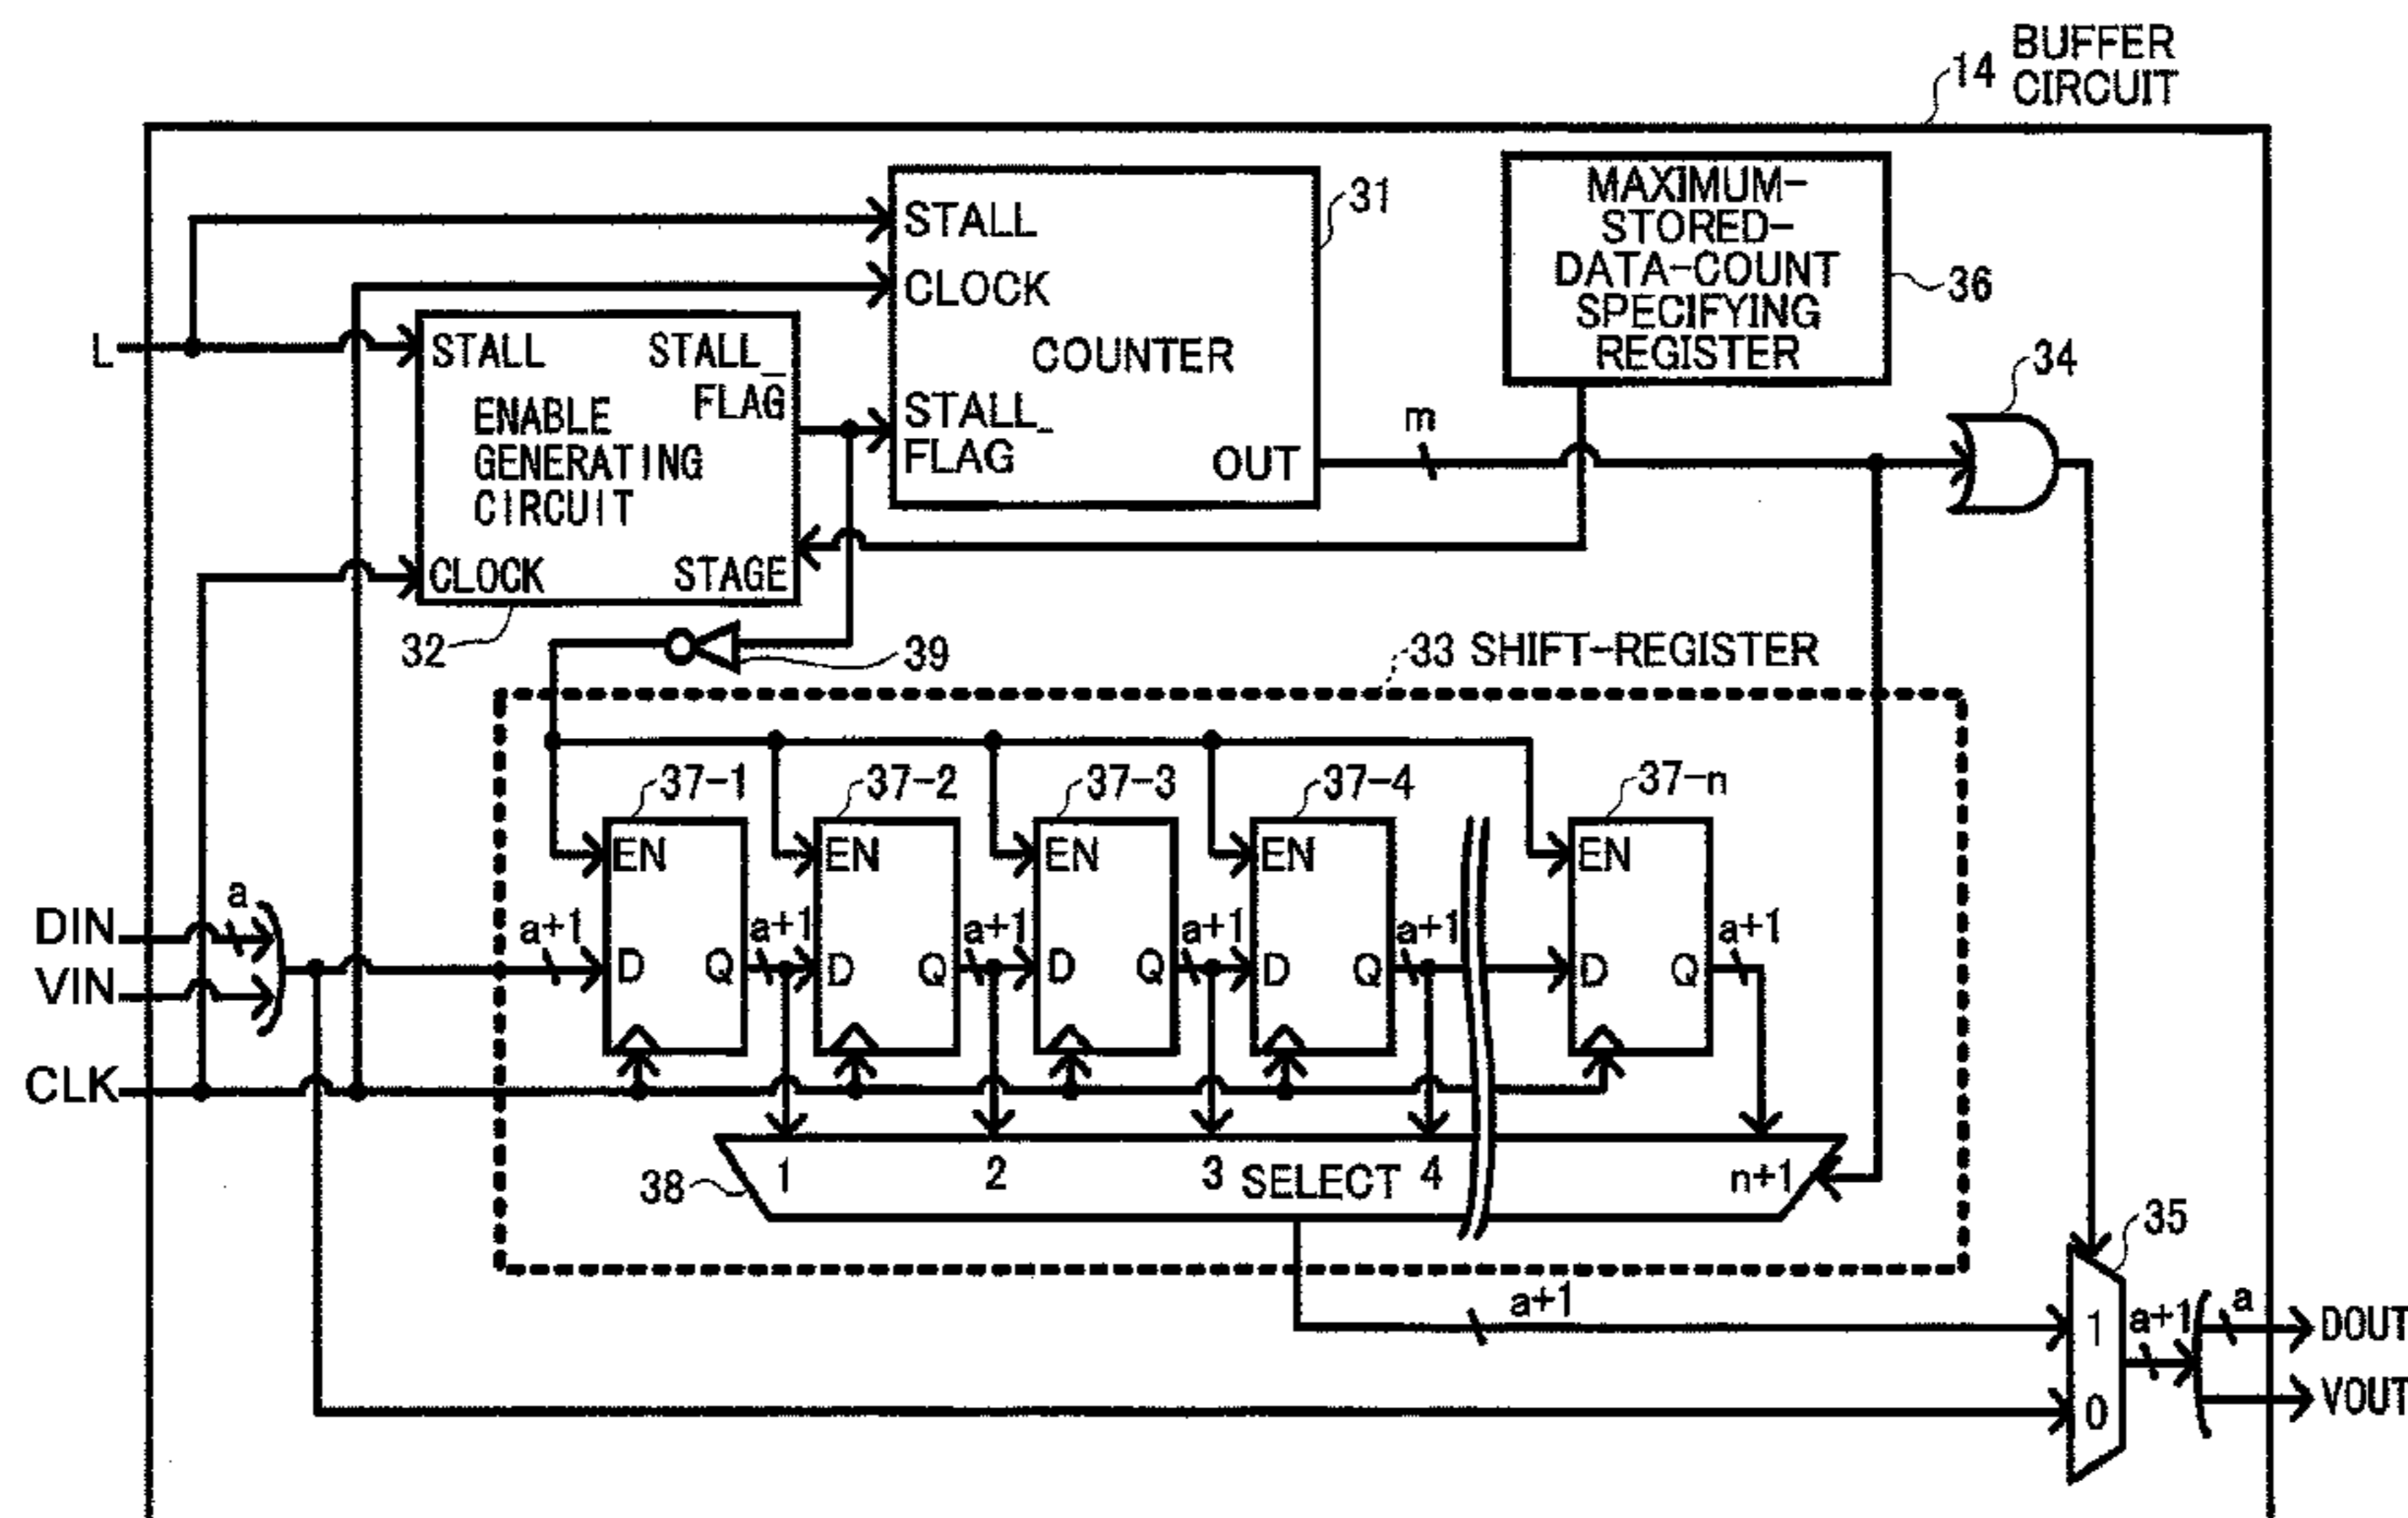 14 BUFFER
CIRCUIT
STALL
CLOCK
COUNTER
STALL_
FLAG
OUT
31
MAXIMUM-
STORED-
DATA-COUNT
SPECIFYING
REGISTER
36
L
STALL
STALL_
FLAG
ENABLE
GENERATING
CIRCUIT
CLOCK
STAGE
32
m
34
39
33 SHIFT-REGISTER
37-1
37-2
37-3
37-4
37-n
EN
EN
EN
EN
EN
DIN
a
VIN
CLK
a+1
D
Q
a+1
D
Q
a+1
D
Q
a+1
D
Q
a+1
D
Q
a+1
38
1
2
3
SELECT
4
n+1
35
a+1
1
0
a+1
a
DOUT
VOUT